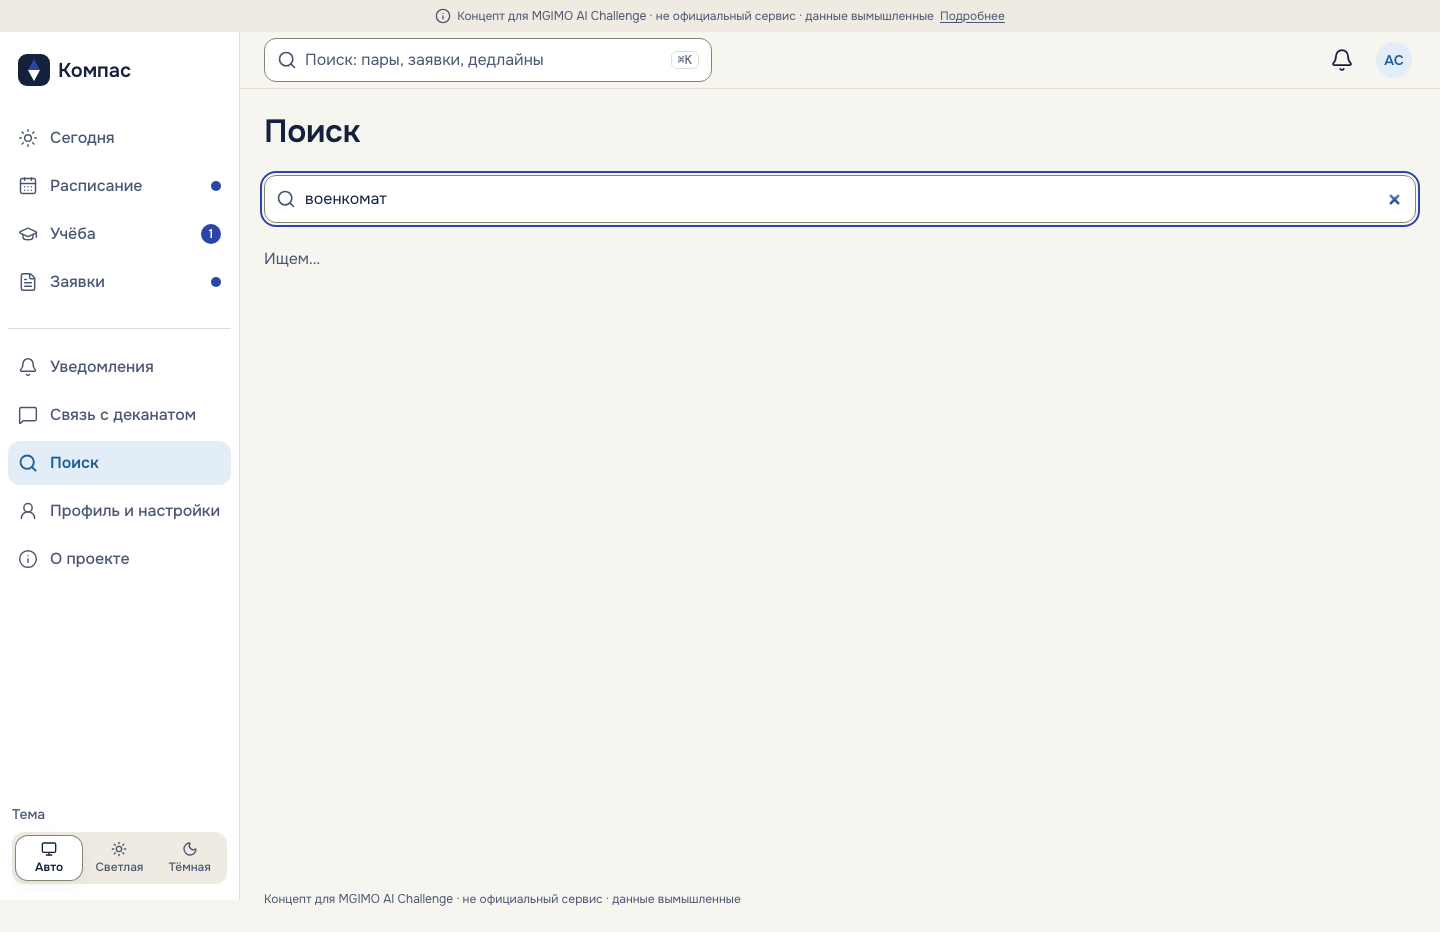 Концепт для MGIMO AI Challenge · не официальный сервис · данные вымышленные Подробнее
Компас
Поиск: пары, заявки, дедлайны
⌘K
АС
Сегодня
Расписание
Учёба
1
Заявки
Уведомления
Связь с деканатом
Поиск
Профиль и настройки
О проекте
Тема
Авто
Светлая
Тёмная
Поиск
военкомат
Ищем…
Концепт для MGIMO AI Challenge · не официальный сервис · данные вымышленные